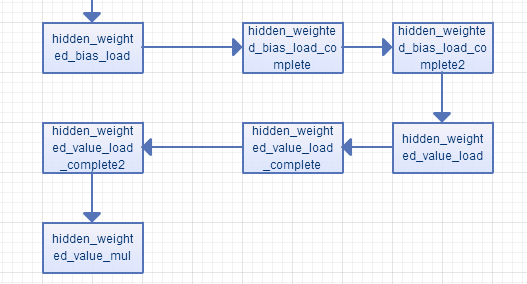 hidden_weight
ed_bias_load
hidden_weighte
d_bias_load_co
mplete
hidden_weighte
d_bias_load_co
mplete2
hidden_weight
ed_value_load
_complete2
hidden_weight
ed_value_load
_complete
hidden_weight
ed_value_load
hidden_weight
ed_value_mul